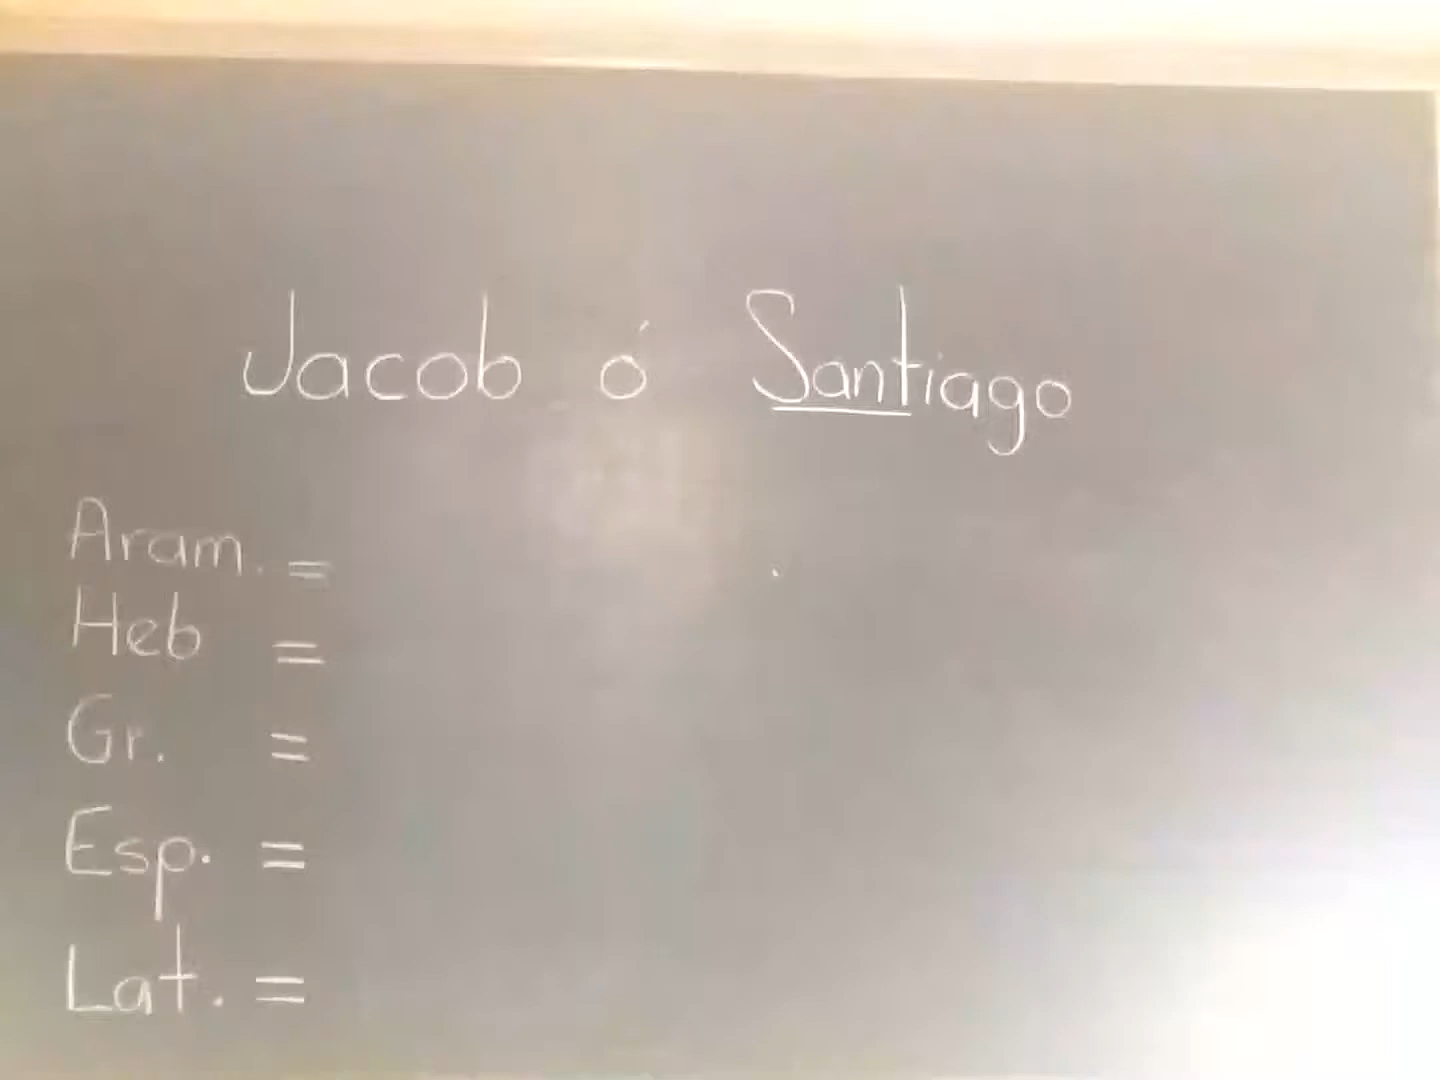 Jacob ó Santiago
Aram. =
Heb =
Gr. =
Esp. =
Lat. =